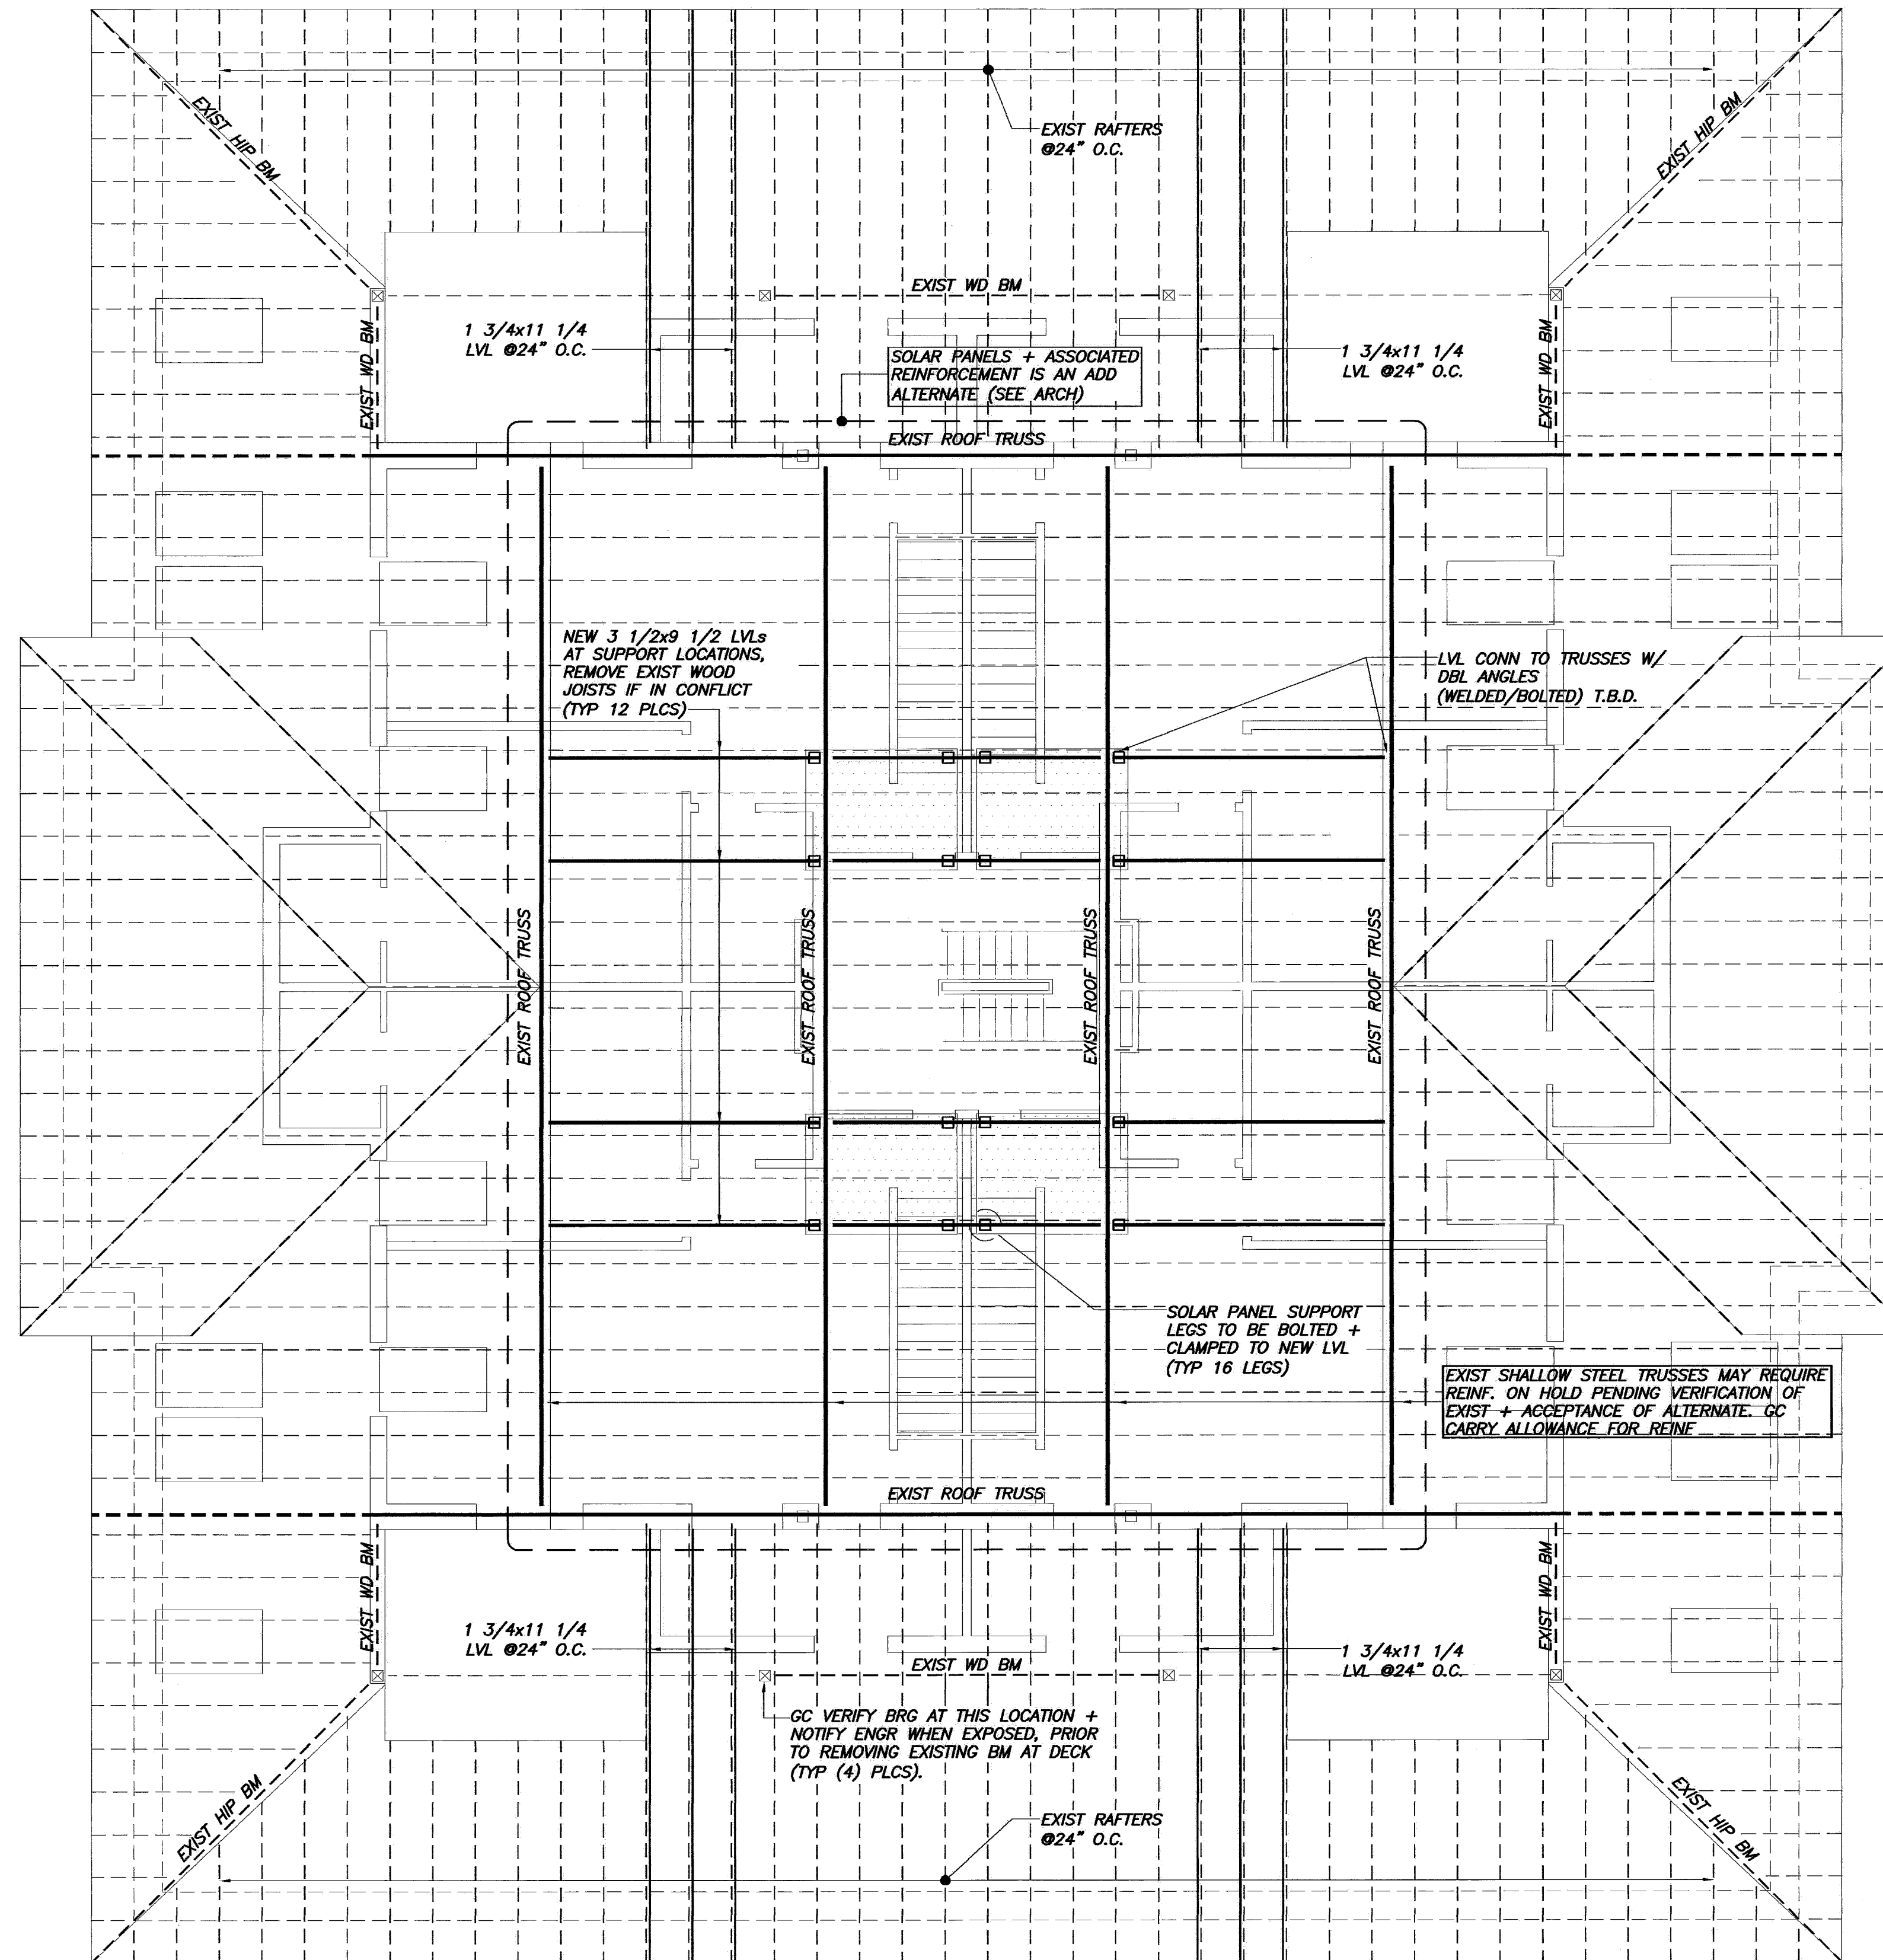 EXIST HIP BM
EXIST RAFTERS
@24" O.C.
EXIST HIP BM
EXIST WD BM
EXIST WD BM
1 3/4x11 1/4
LVL @24" O.C.
SOLAR PANELS + ASSOCIATED
REINFORCEMENT IS AN ADD
ALTERNATE (SEE ARCH)
1 3/4x11 1/4
LVL @24" O.C.
EXIST WD BM
EXIST ROOF TRUSS
NEW 3 1/2x9 1/2 LVLs
AT SUPPORT LOCATIONS,
REMOVE EXIST WOOD
JOISTS IF IN CONFLICT
(TYP 12 PLCS)
LVL CONN TO TRUSSES W/
DBL ANGLES
(WELDED/BOLTED) T.B.D.
EXIST ROOF TRUSS
EXIST ROOF TRUSS
EXIST ROOF TRUSS
EXIST ROOF TRUSS
SOLAR PANEL SUPPORT
LEGS TO BE BOLTED +
CLAMPED TO NEW LVL
(TYP 16 LEGS)
EXIST SHALLOW STEEL TRUSSES MAY REQUIRE
REINF. ON HOLD PENDING VERIFICATION OF
EXIST + ACCEPTANCE OF ALTERNATE. GC
CARRY ALLOWANCE FOR REINF
EXIST ROOF TRUSS
EXIST WD BM
1 3/4x11 1/4
LVL @24" O.C.
EXIST WD BM
1 3/4x11 1/4
LVL @24" O.C.
EXIST WD BM
GC VERIFY BRG AT THIS LOCATION +
NOTIFY ENGR WHEN EXPOSED, PRIOR
TO REMOVING EXISTING BM AT DECK
(TYP (4) PLCS).
EXIST HIP BM
EXIST RAFTERS
@24" O.C.
EXIST HIP BM